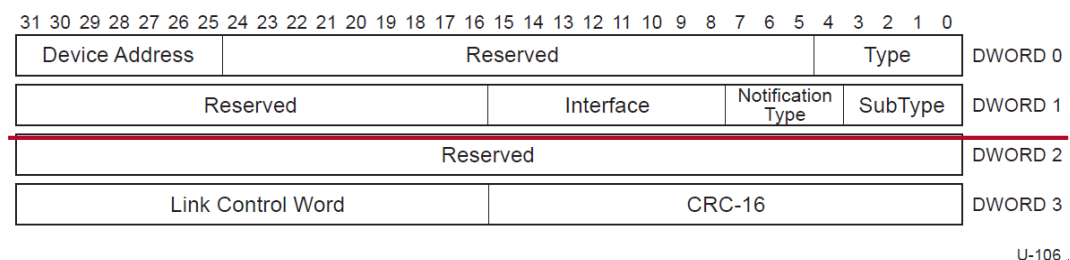 31 30 29 28 27 26 25 24 23 22 21 20 19 18 17 16 15 14 13 12 11 10 9 8 7 6 5 4 3 2 1 0
Device Address Reserved Type DWORD 0
Reserved Interface Notification Type SubType DWORD 1
Reserved DWORD 2
Link Control Word CRC-16 DWORD 3
U-106